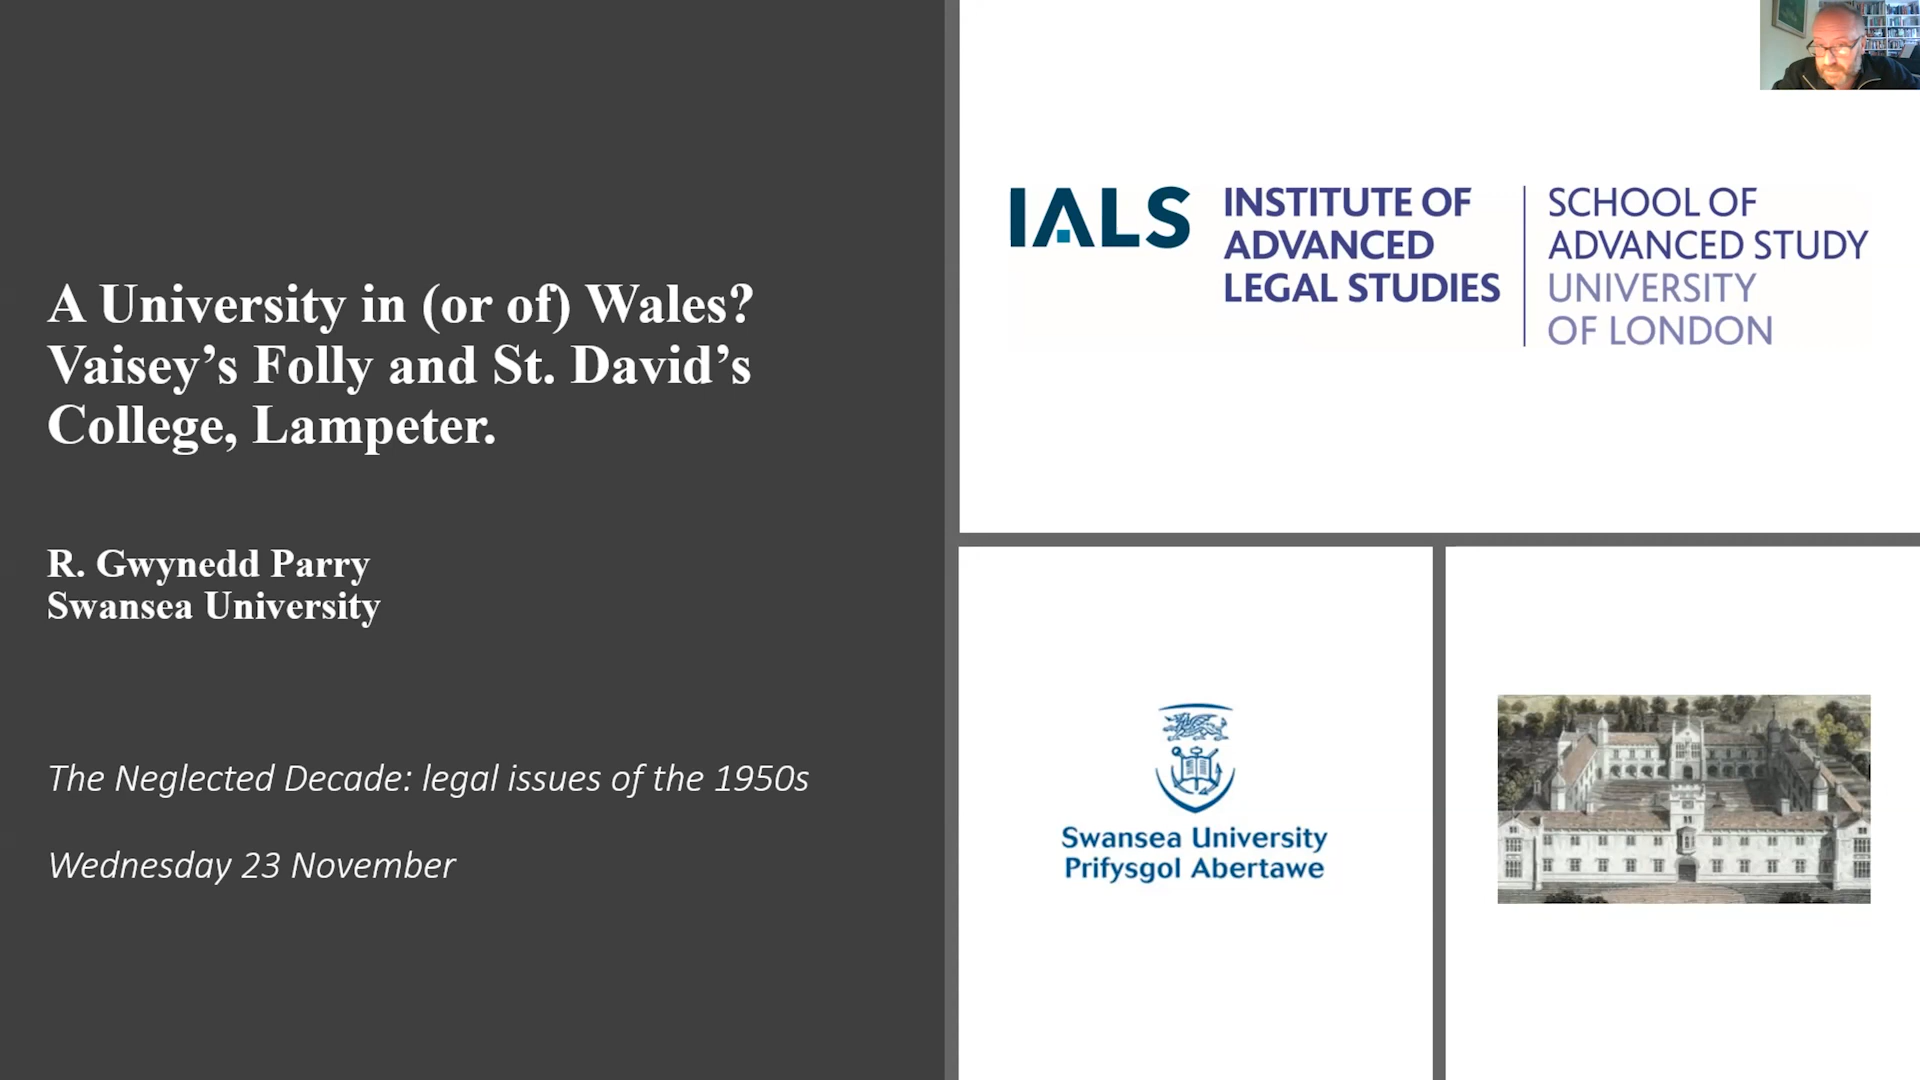 A University in (or of) Wales?
Vaisey’s Folly and St. David’s
College, Lampeter.
R. Gwynedd Parry
Swansea University
The Neglected Decade: legal issues of the 1950s
Wednesday 23 November
IALS
INSTITUTE OF
ADVANCED
LEGAL STUDIES
SCHOOL OF
ADVANCED STUDY
UNIVERSITY
OF LONDON
Swansea University
Prifysgol Abertawe